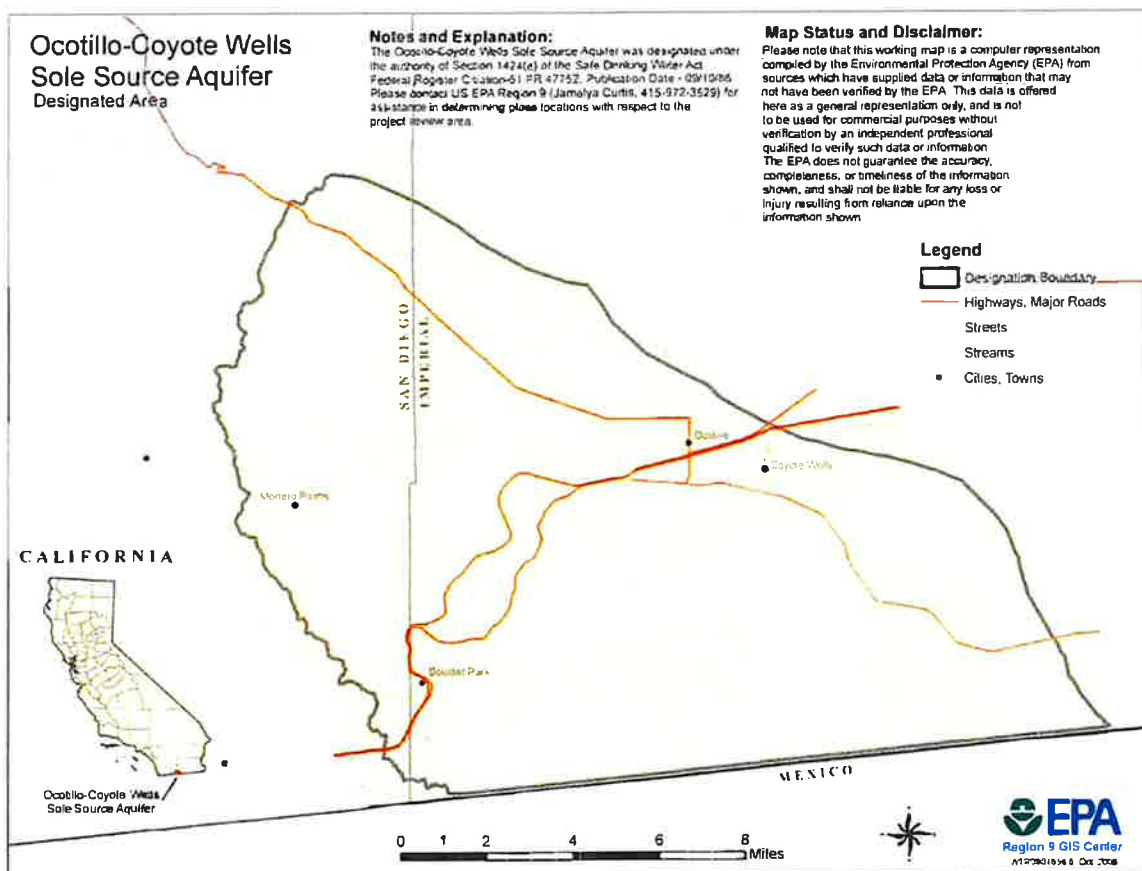 Ocotillo-Coyote Wells
Sole Source Aquifer
Designated Area
Notes and Explanation:
The Ocotillo-Coyote Wells Sole Source Aquifer was designated under
the authority of Section 1424(e) of the Safe Drinking Water Act
Federal Register Citation-51 FR 47752, Publication Date - 09/10/86
Please contact US EPA Region 9 (Jamelya Curtis, 415-972-3529) for
assistance in determining place locations with respect to the
project review area.
Map Status and Disclaimer:
Please note that this working map is a computer representation
compiled by the Environmental Protection Agency (EPA) from
sources which have supplied data or information that may
not have been verified by the EPA. This data is offered
here as a general representation only, and is not
to be used for commercial purposes without
verification by an independent professional
qualified to verify such data or information
The EPA does not guarantee the accuracy,
completeness, or timeliness of the information
shown, and shall not be liable for any loss or
injury resulting from reliance upon the
information shown
Legend
Designation Boundary
Highways, Major Roads
Streets
Streams
Cities, Towns
SAN DIEGO
IMPERIAL
Ocotillo
Coyote Wells
Mortero Palms
Boulder Park
CALIFORNIA
Ocotillo-Coyote Wells
Sole Source Aquifer
MEXICO
0 1 2 4 6 8
Miles
EPA
Region 9 GIS Center